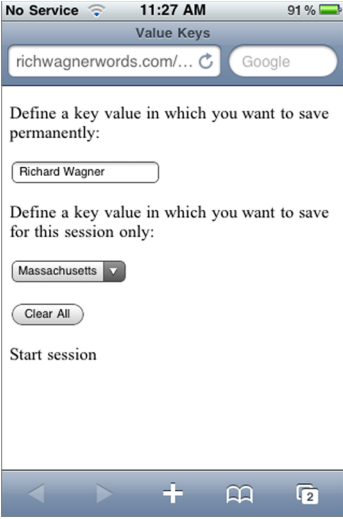 No Service 11:27 AM 91 %
Value Keys
richwagnerwords.com/... Google
Define a key value in which you want to save
permanently:
Richard Wagner
Define a key value in which you want to save
for this session only:
Massachusetts
Clear All
Start session
2